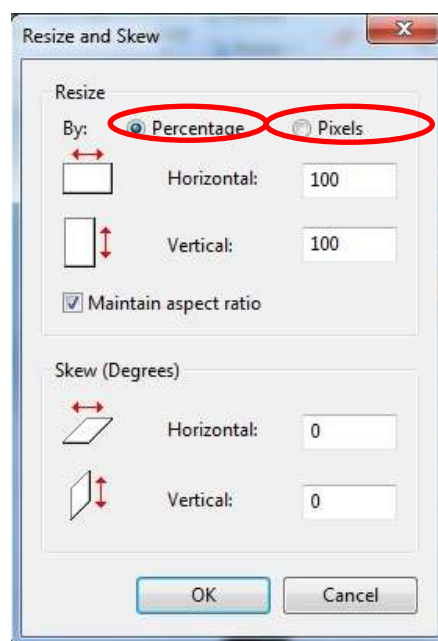 Resize and Skew
Resize
By: Percentage Pixels
Horizontal: 100
Vertical: 100
Maintain aspect ratio
Skew (Degrees)
Horizontal: 0
Vertical: 0
OK Cancel